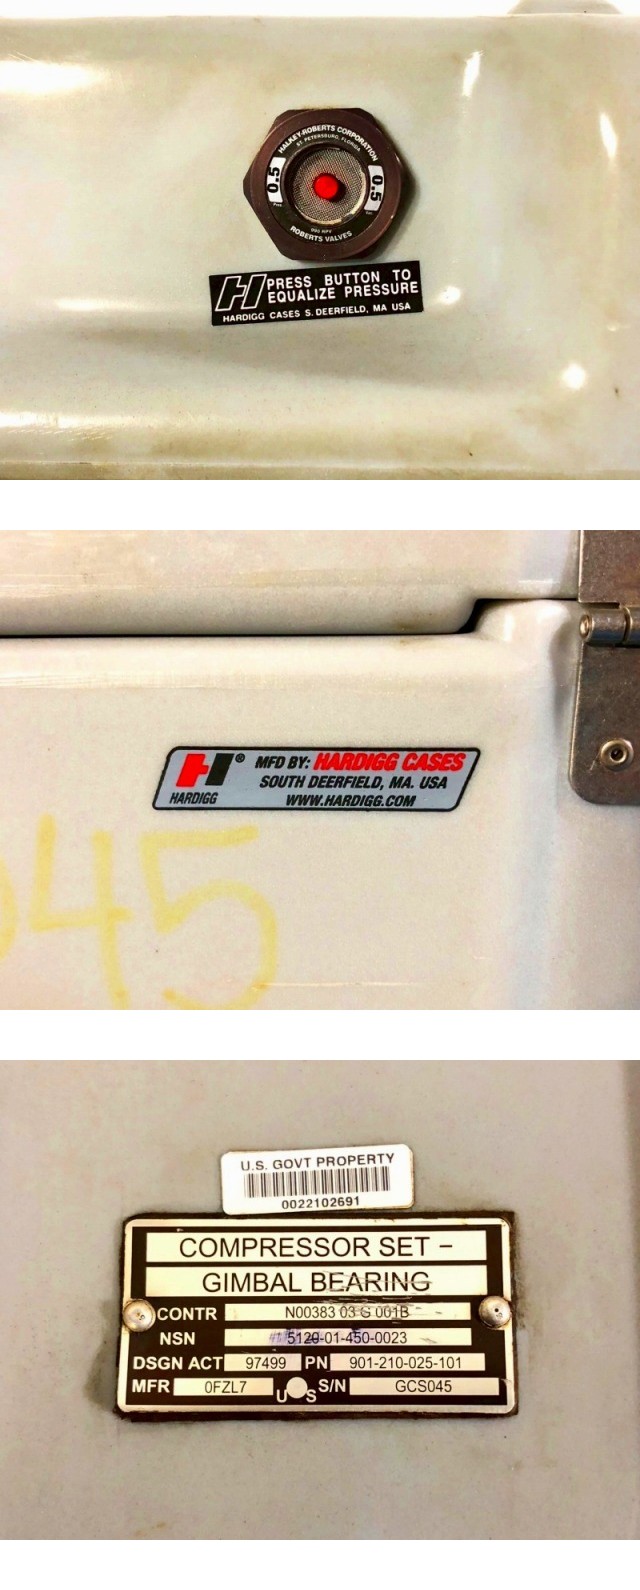 HALKEY-ROBERTS CORPORATION
ST. PETERSBURG, FLORIDA
0.5
0.5
ROBERTS VALVES
H PRESS BUTTON TO
EQUALIZE PRESSURE
HARDIGG CASES S. DEERFIELD, MA USA
H® MFD BY: HARDIGG CASES
SOUTH DEERFIELD, MA. USA
HARDIGG WWW.HARDIGG.COM
045
U.S. GOVT PROPERTY
0022102691
COMPRESSOR SET -
GIMBAL BEARING
CONTR N00383 03 G 001B
NSN 5120-01-450-0023
DSGN ACT 97499 PN 901-210-025-101
MFR 0FZL7 U S S/N GCS045